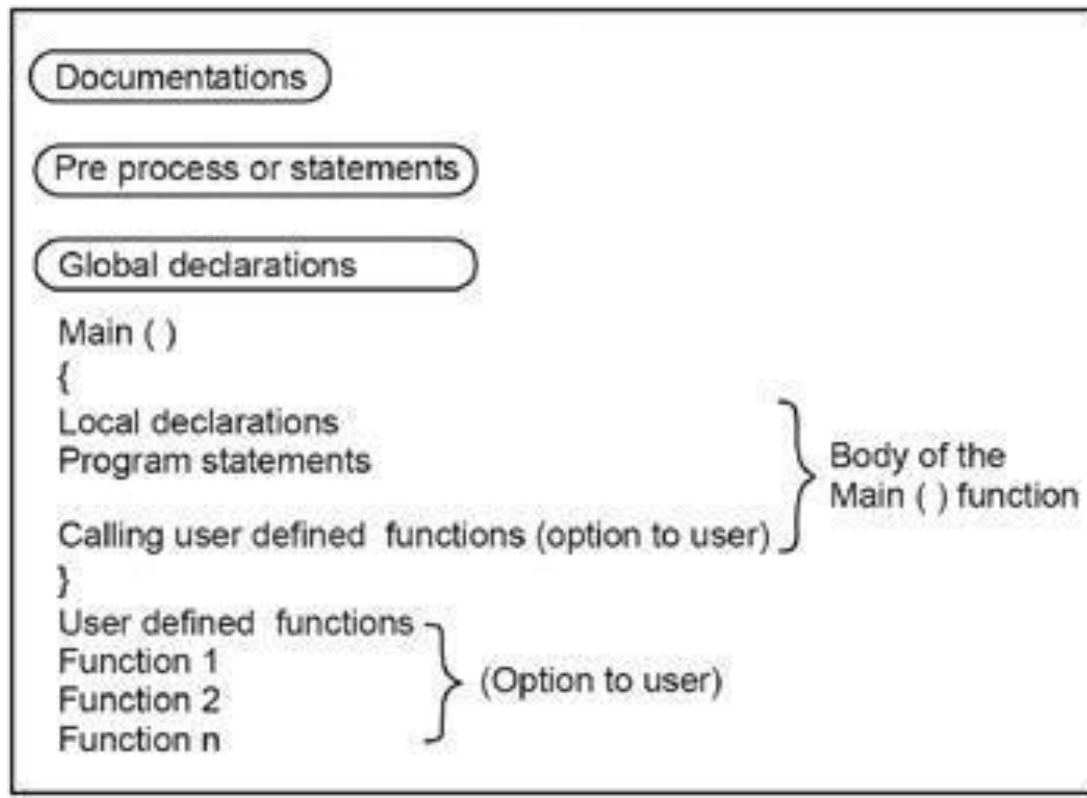 Documentations
Pre process or statements
Global declarations
Main ( )
{
Local declarations
Program statements
Body of the
Main ( ) function
Calling user defined functions (option to user)
}
User defined functions
Function 1
(Option to user)
Function 2
Function n